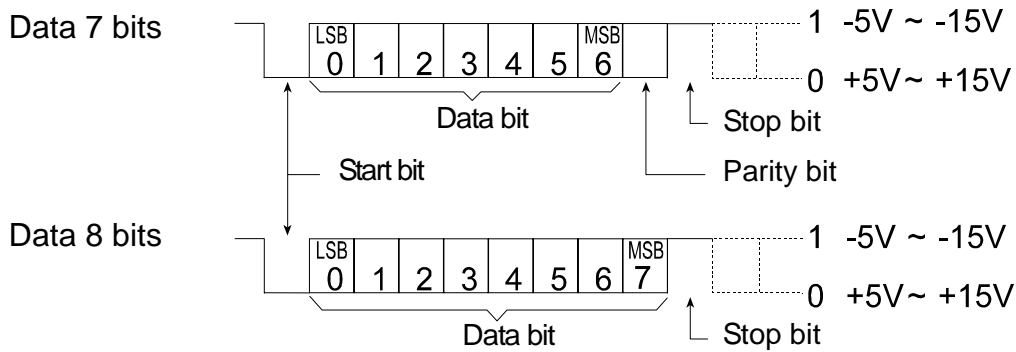 Data 7 bits
LSB MSB
0 1 2 3 4 5 6
1 -5V ~ -15V
0 +5V~ +15V
Data bit
Stop bit
Start bit
Parity bit
Data 8 bits
LSB MSB
0 1 2 3 4 5 6 7
1 -5V ~ -15V
0 +5V~ +15V
Data bit
Stop bit